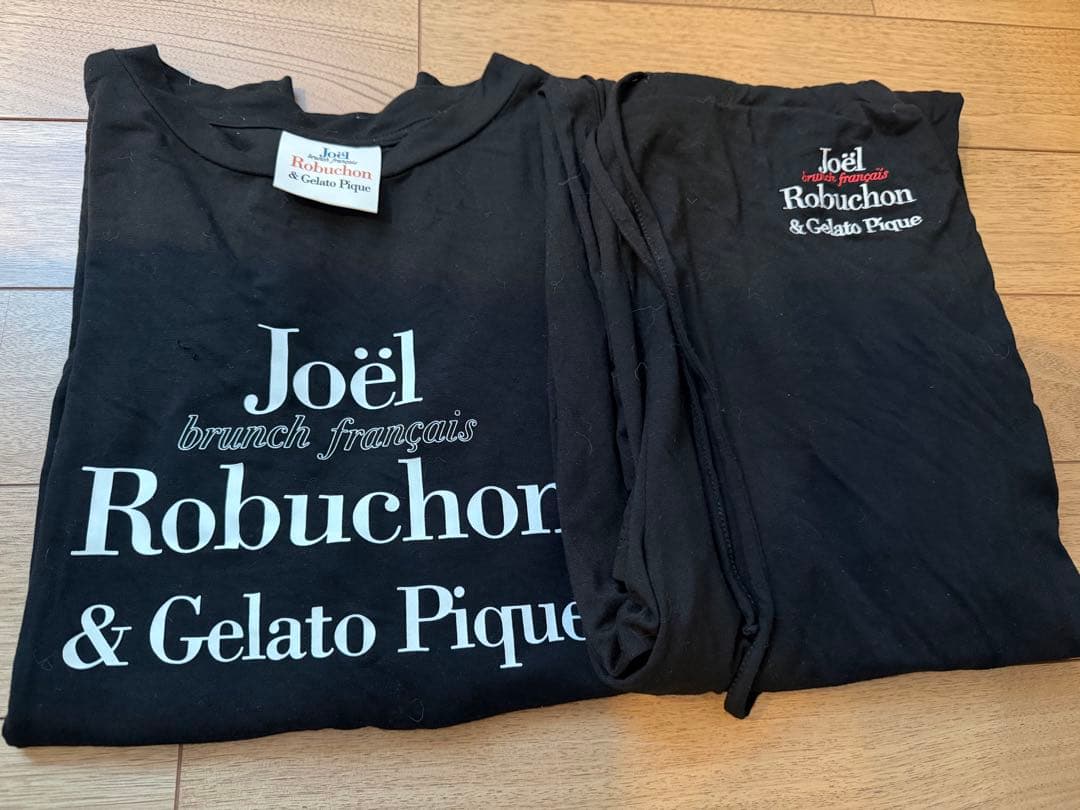 Joël
brunch français
Robuchon
& Gelato Pique
Joël
brunch français
Robuchon
& Gelato Pique
Joël
brunch français
Robuchon
& Gelato Pique